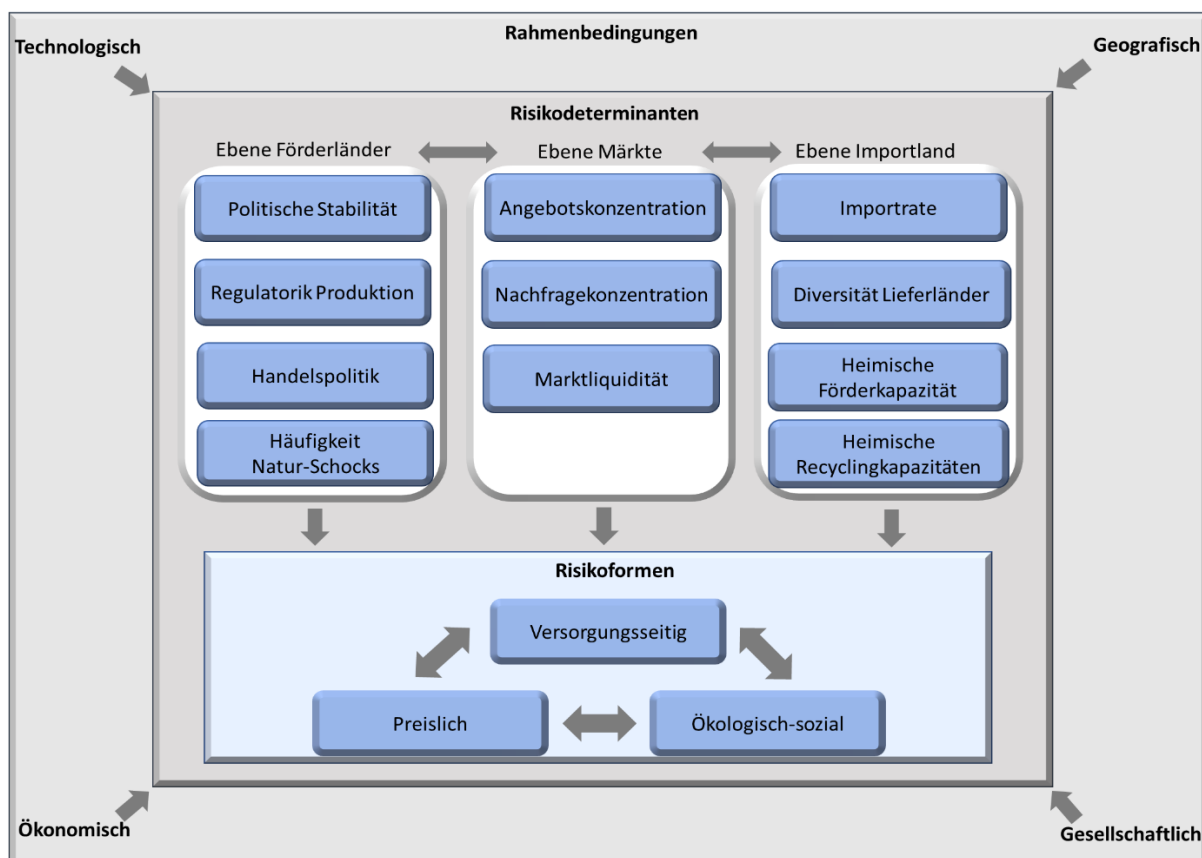 Rahmenbedingungen
Technologisch
Geografisch
Risikodeterminanten
Ebene Förderländer
Ebene Märkte
Ebene Importland
Politische Stabilität
Regulatorik Produktion
Handelspolitik
Häufigkeit
Natur-Schocks
Angebotskonzentration
Nachfragekonzentration
Marktliquidität
Importrate
Diversität Lieferländer
Heimische
Förderkapazität
Heimische
Recyclingkapazitäten
Risikoformen
Versorgungsseitig
Preislich
Ökologisch-sozial
Ökonomisch
Gesellschaftlich